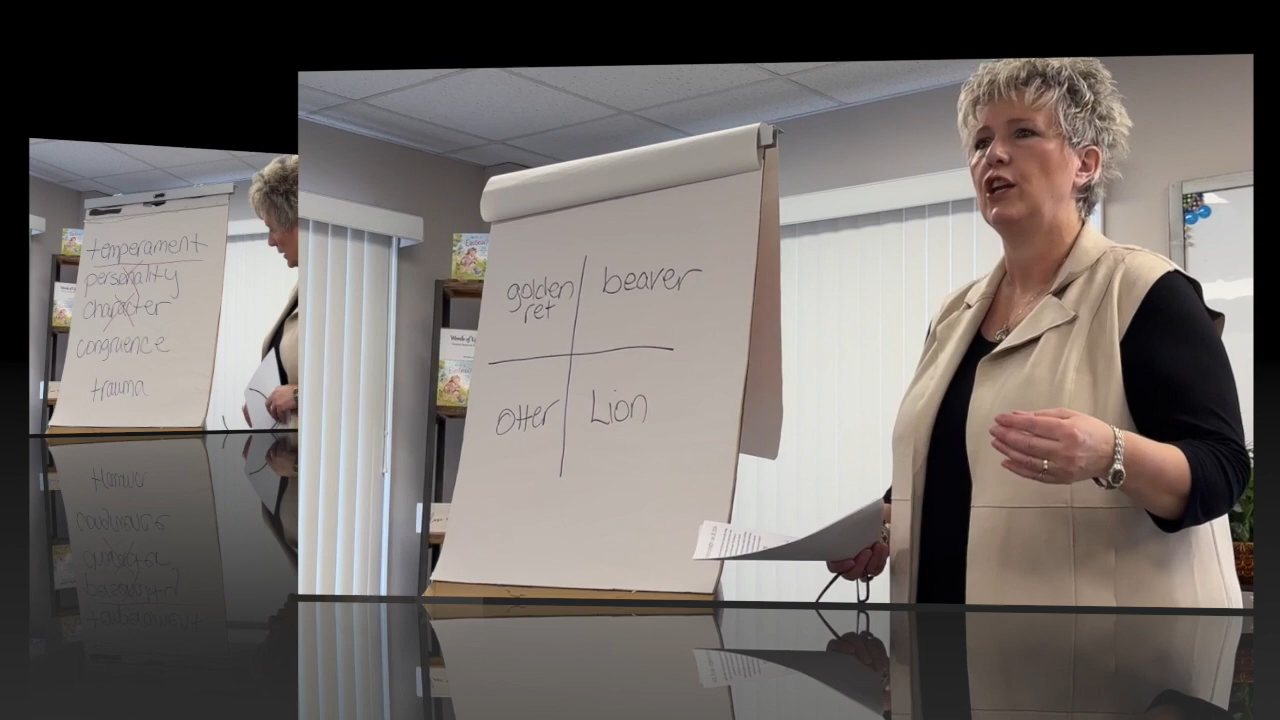 temperament
personality
character
congruence
trauma
golden
ret
beaver
otter
Lion